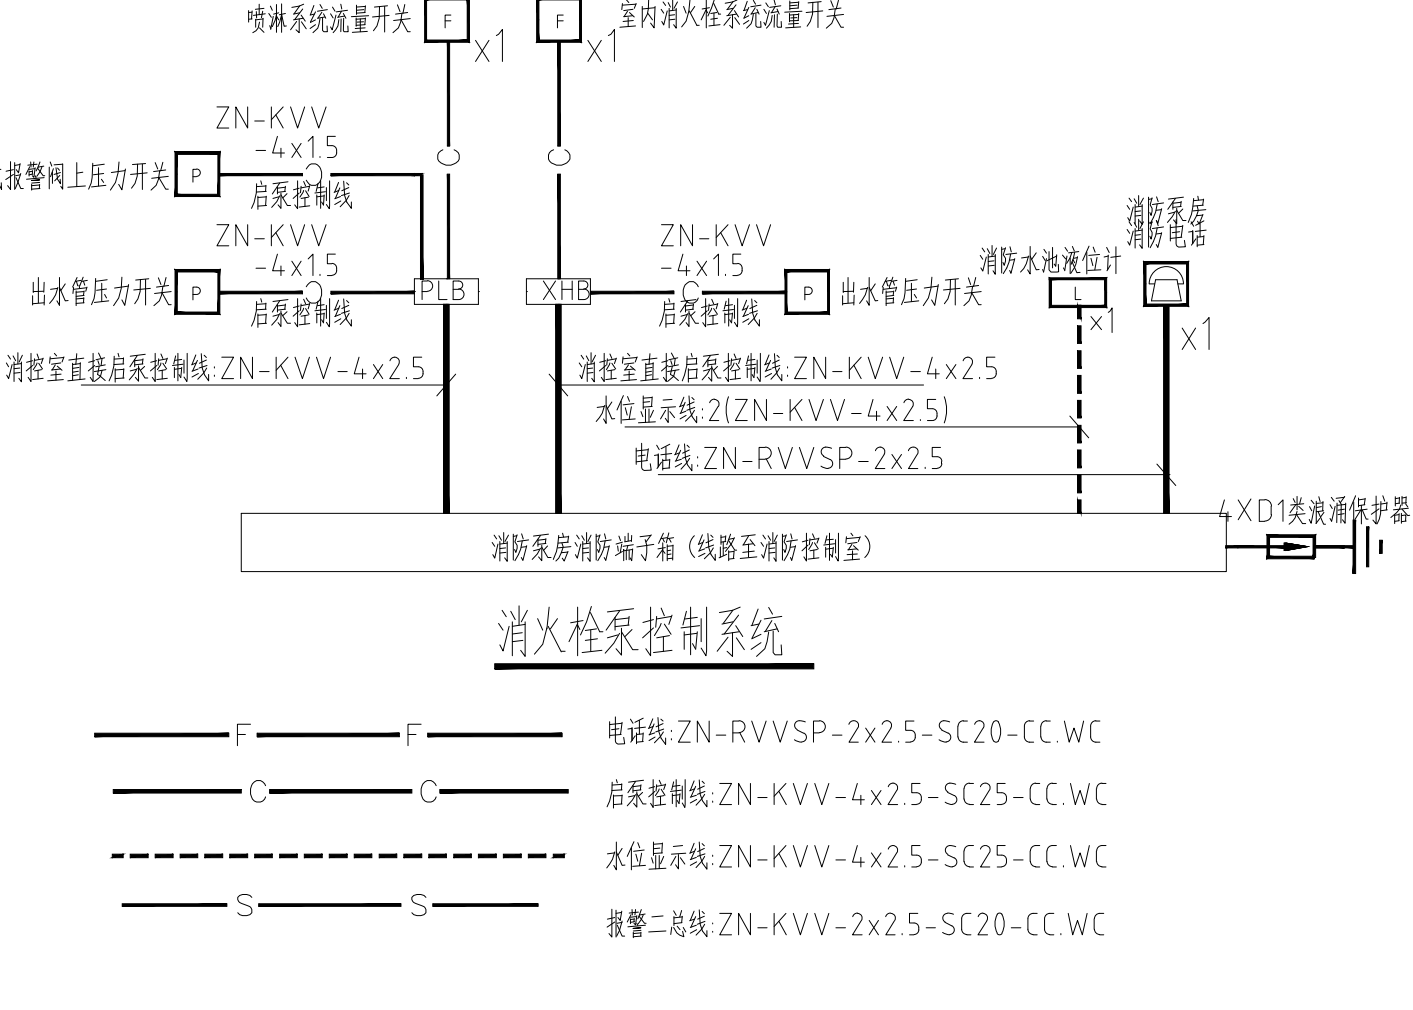 喷淋系统流量开关
F
x1
F
x1
室内消火栓系统流量开关
ZN-KVV
-4x1.5
C
C
报警阀上压力开关
P
C
启泵控制线
ZN-KVV
-4x1.5
出水管压力开关
P
C
启泵控制线
PLB
XHB
ZN-KVV
-4x1.5
C
启泵控制线
P
出水管压力开关
消防水池液位计
L
x1
消防泵房
消防电话
x1
消控室直接启泵控制线:ZN-KVV-4x2.5
消控室直接启泵控制线:ZN-KVV-4x2.5
水位显示线:2(ZN-KVV-4x2.5)
电话线:ZN-RVVSP-2x2.5
4XD1类浪涌保护器
消防泵房消防端子箱（线路至消防控制室）
消火栓泵控制系统
F F 电话线:ZN-RVVSP-2x2.5-SC20-CC.WC
C C 启泵控制线:ZN-KVV-4x2.5-SC25-CC.WC
水位显示线:ZN-KVV-4x2.5-SC25-CC.WC
S S 报警二总线:ZN-KVV-2x2.5-SC20-CC.WC